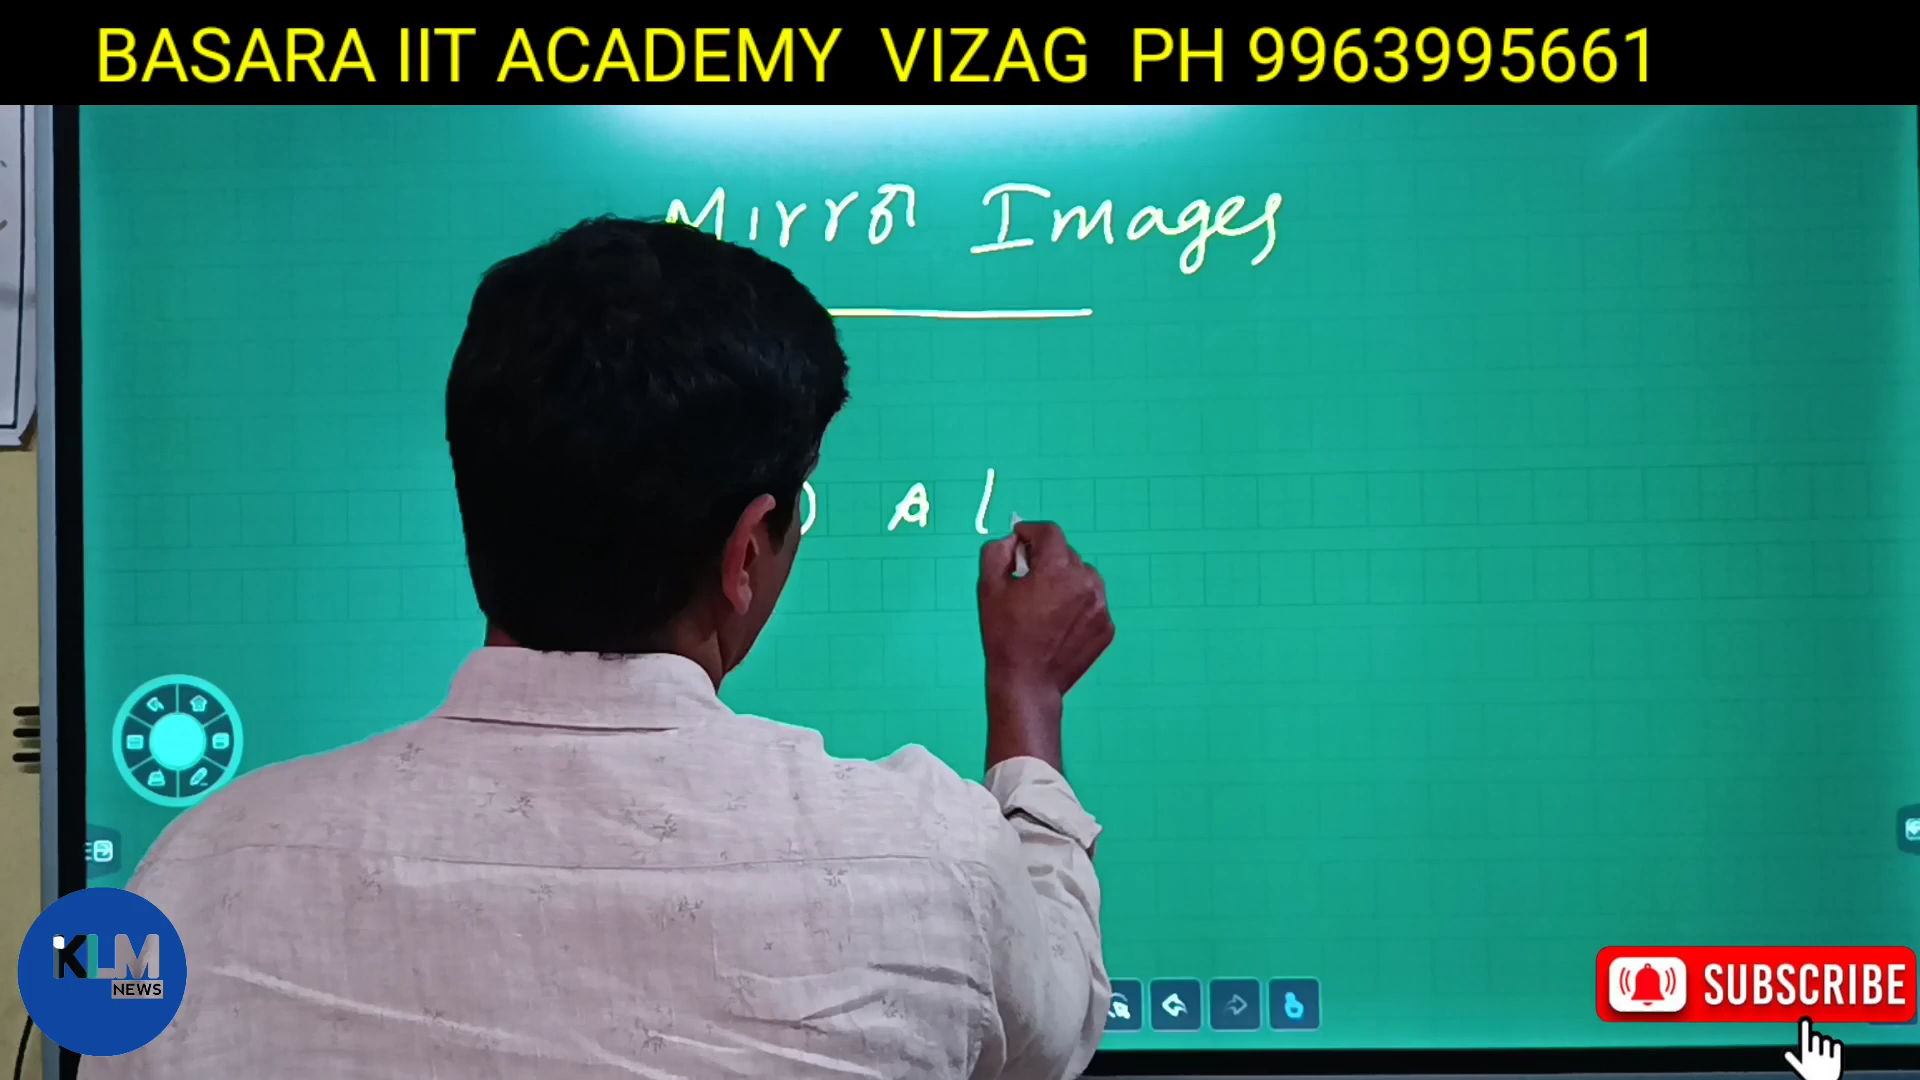 BASARA IIT ACADEMY VIZAG PH 9963995661
Mirror Images
) A l
KLM
NEWS
SUBSCRIBE